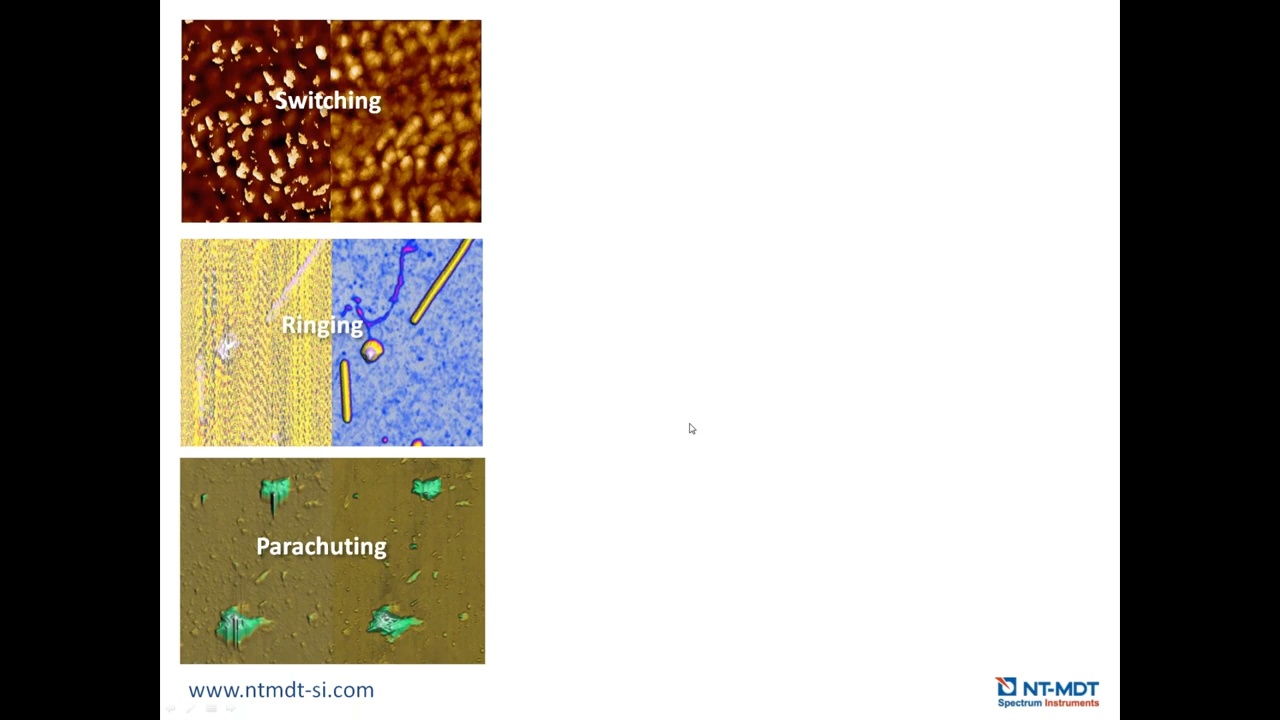 Switching
Ringing
Parachuting
www.ntmdt-si.com
NT-MDT
Spectrum Instruments